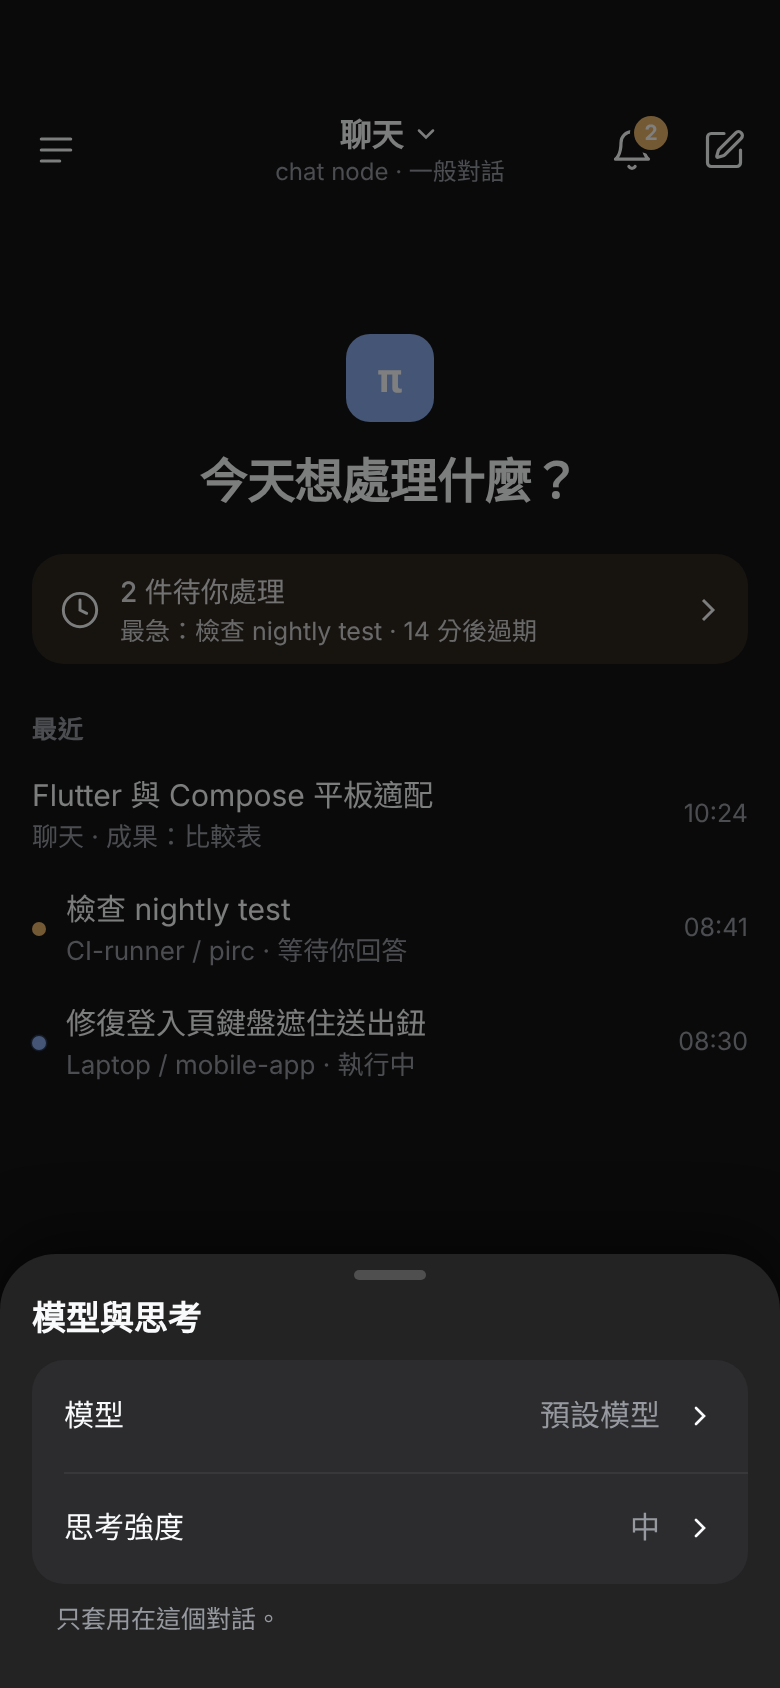 聊天
2
chat node · 一般對話
π
今天想處理什麼？
2 件待你處理
最急：檢查 nightly test · 14 分後過期
最近
Flutter 與 Compose 平板適配
10:24
聊天 · 成果：比較表
檢查 nightly test
08:41
CI-runner / pirc · 等待你回答
修復登入頁鍵盤遮住送出鈕
08:30
Laptop / mobile-app · 執行中
模型與思考
模型 預設模型
思考強度 中
只套用在這個對話。